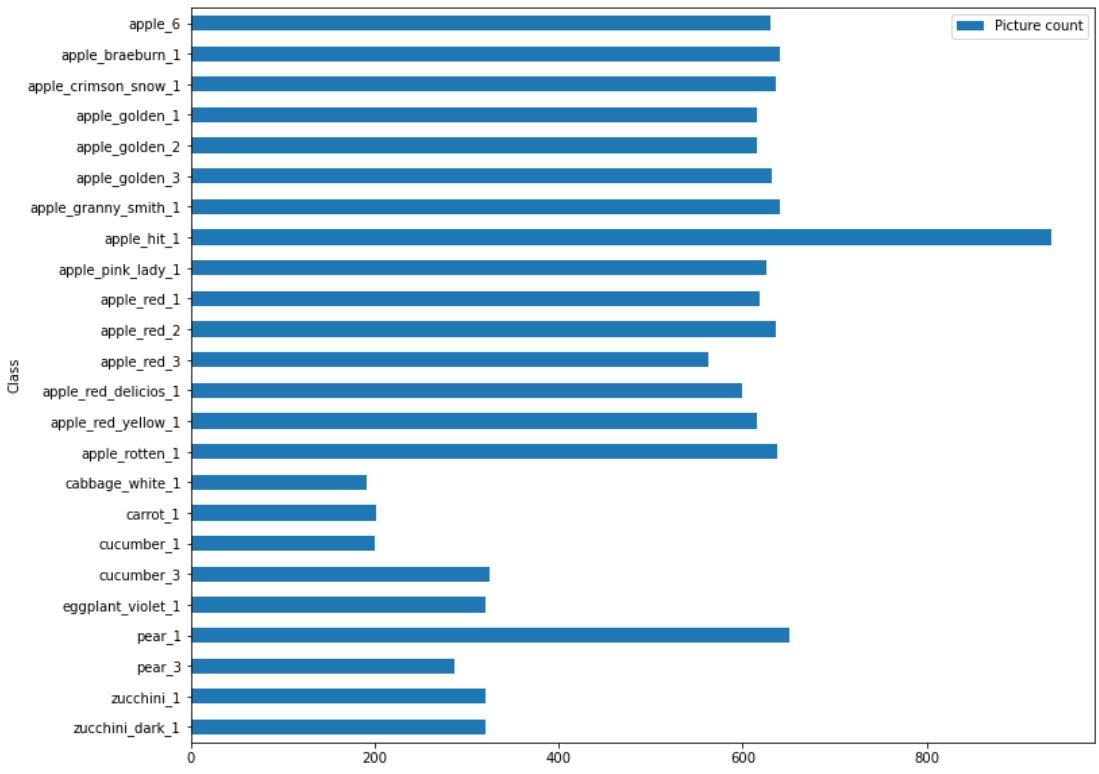 Picture count
Class
apple_6
apple_braeburn_1
apple_crimson_snow_1
apple_golden_1
apple_golden_2
apple_golden_3
apple_granny_smith_1
apple_hit_1
apple_pink_lady_1
apple_red_1
apple_red_2
apple_red_3
apple_red_delicios_1
apple_red_yellow_1
apple_rotten_1
cabbage_white_1
carrot_1
cucumber_1
cucumber_3
eggplant_violet_1
pear_1
pear_3
zucchini_1
zucchini_dark_1
0 200 400 600 800